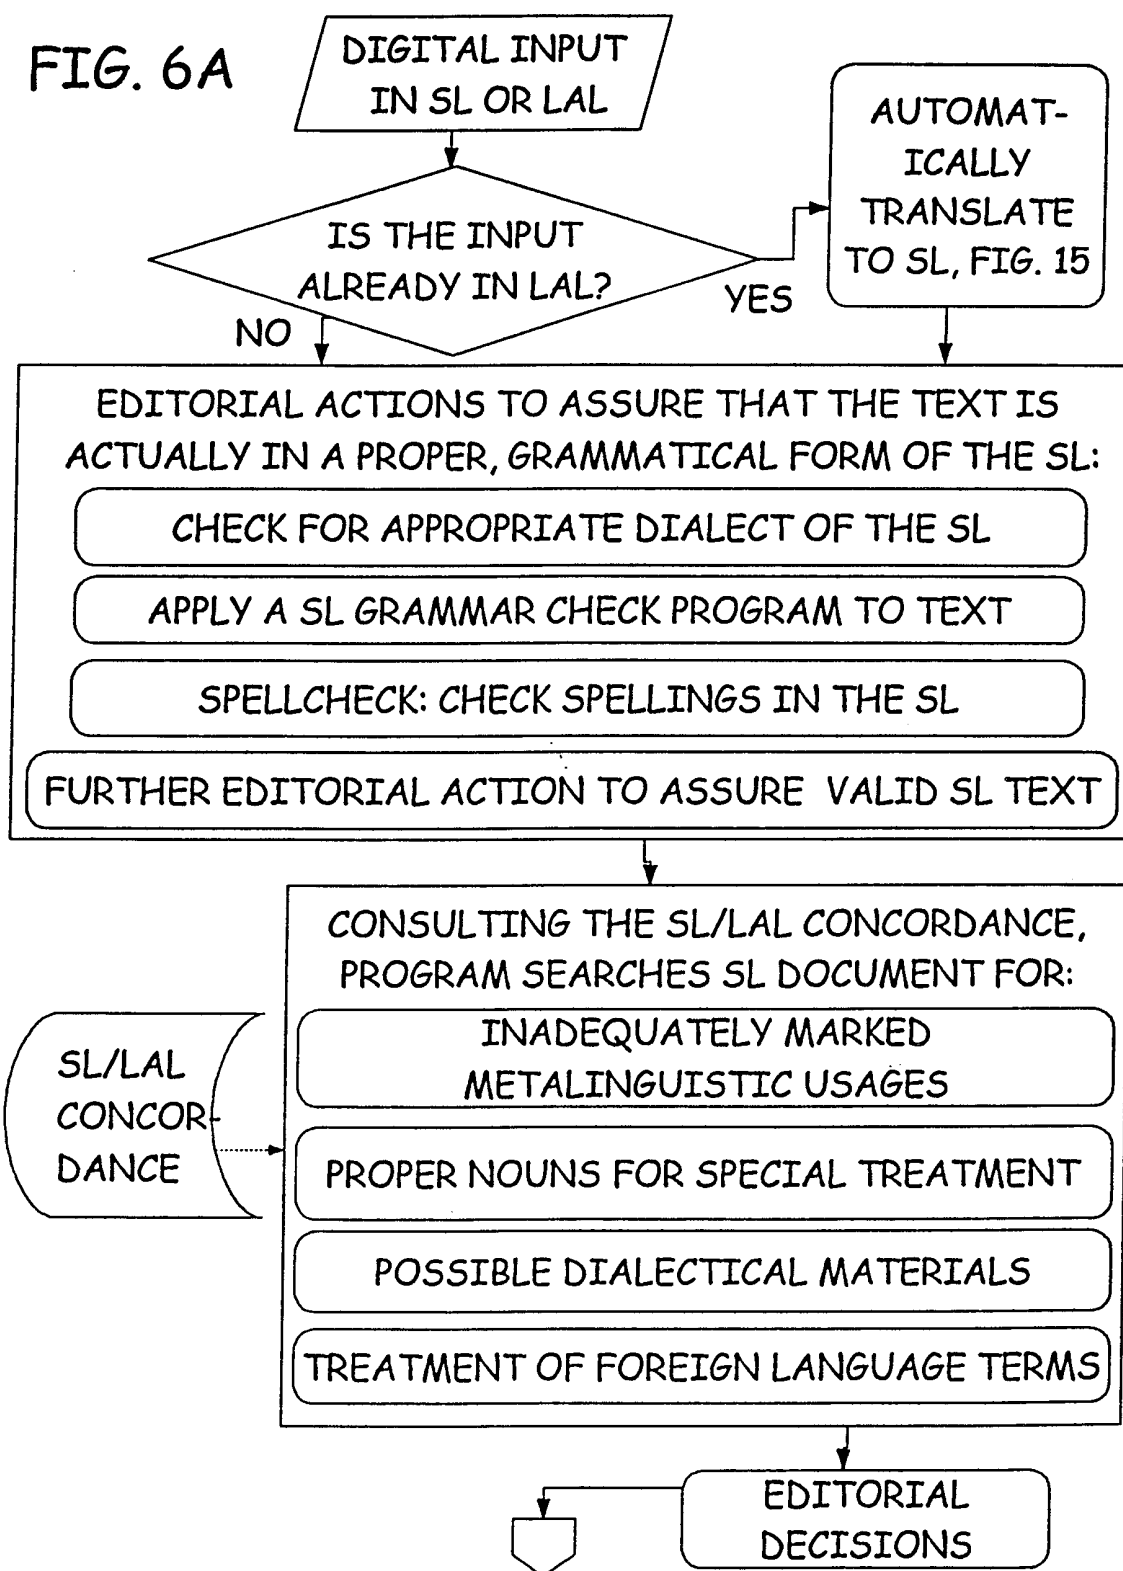 FIG. 6A
DIGITAL INPUT
IN SL OR LAL
AUTOMAT-
ICALLY
TRANSLATE
TO SL, FIG. 15
IS THE INPUT
ALREADY IN LAL?
YES
NO
EDITORIAL ACTIONS TO ASSURE THAT THE TEXT IS
ACTUALLY IN A PROPER, GRAMMATICAL FORM OF THE SL:
CHECK FOR APPROPRIATE DIALECT OF THE SL
APPLY A SL GRAMMAR CHECK PROGRAM TO TEXT
SPELLCHECK: CHECK SPELLINGS IN THE SL
FURTHER EDITORIAL ACTION TO ASSURE VALID SL TEXT
CONSULTING THE SL/LAL CONCORDANCE,
PROGRAM SEARCHES SL DOCUMENT FOR:
SL/LAL
CONCOR-
DANCE
INADEQUATELY MARKED
METALINGUISTIC USAGES
PROPER NOUNS FOR SPECIAL TREATMENT
POSSIBLE DIALECTICAL MATERIALS
TREATMENT OF FOREIGN LANGUAGE TERMS
EDITORIAL
DECISIONS